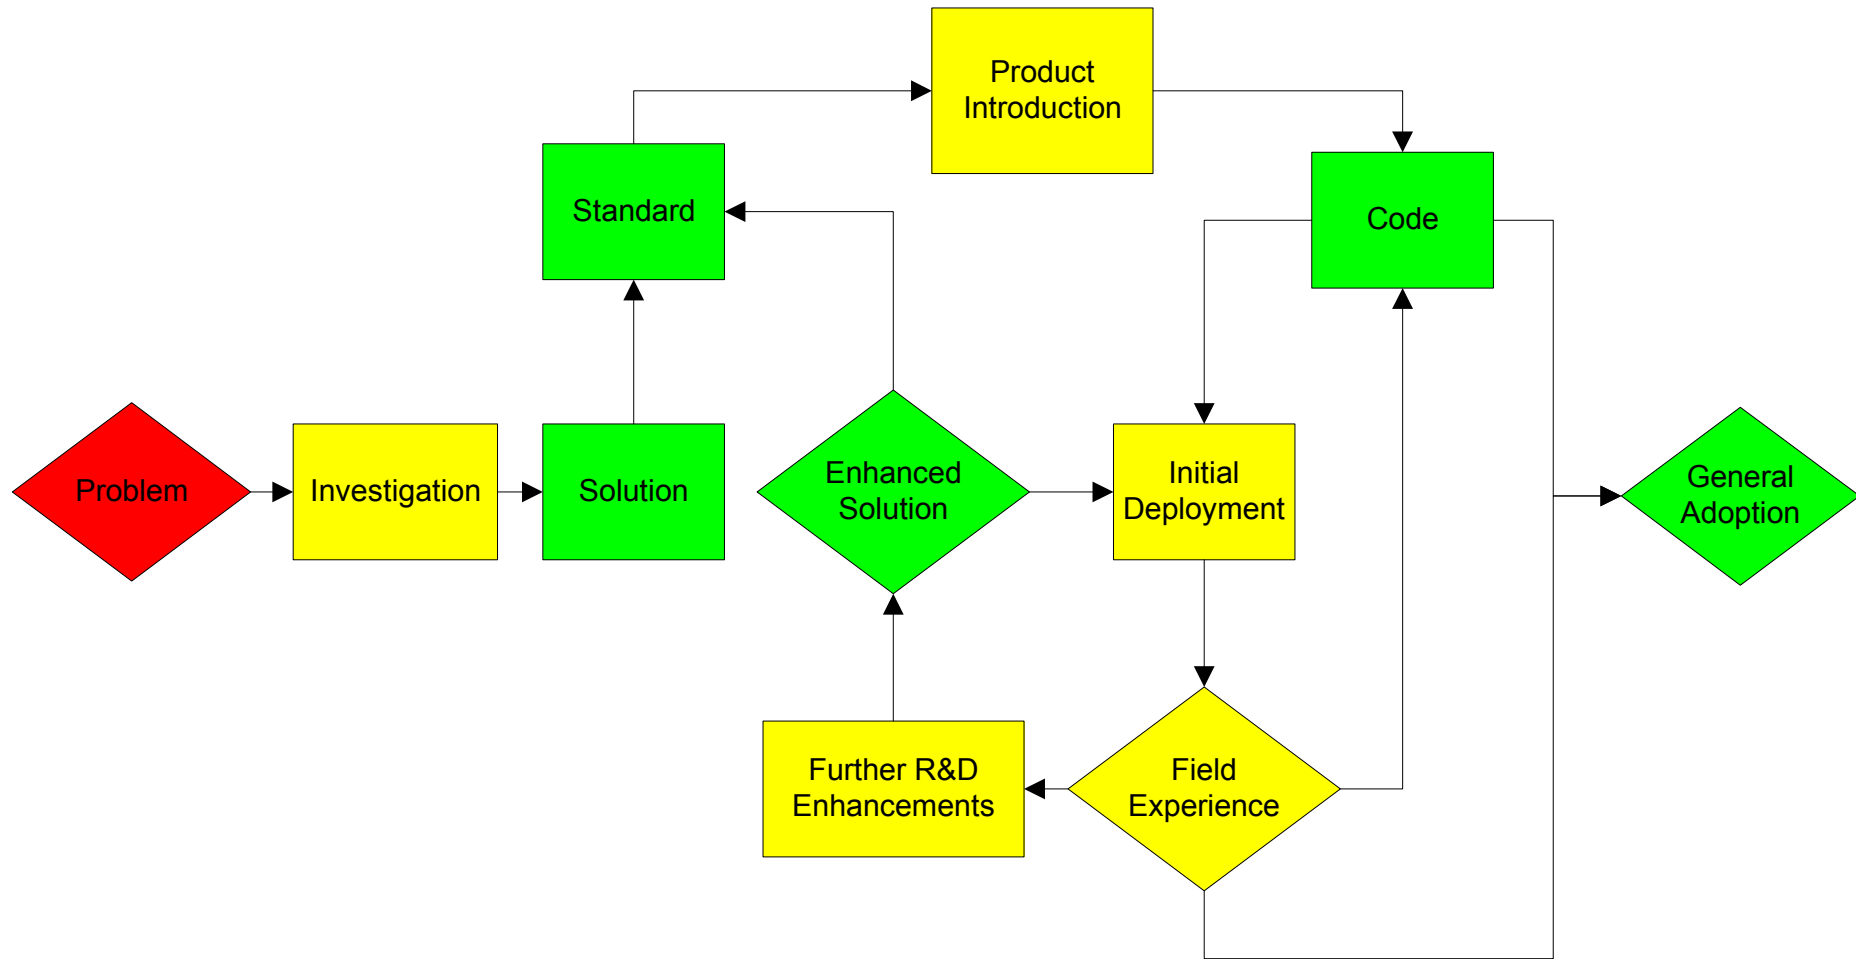 Product
Introduction
Standard
Code
Problem
Investigation
Solution
Enhanced
Solution
Initial
Deployment
General
Adoption
Further R&D
Enhancements
Field
Experience